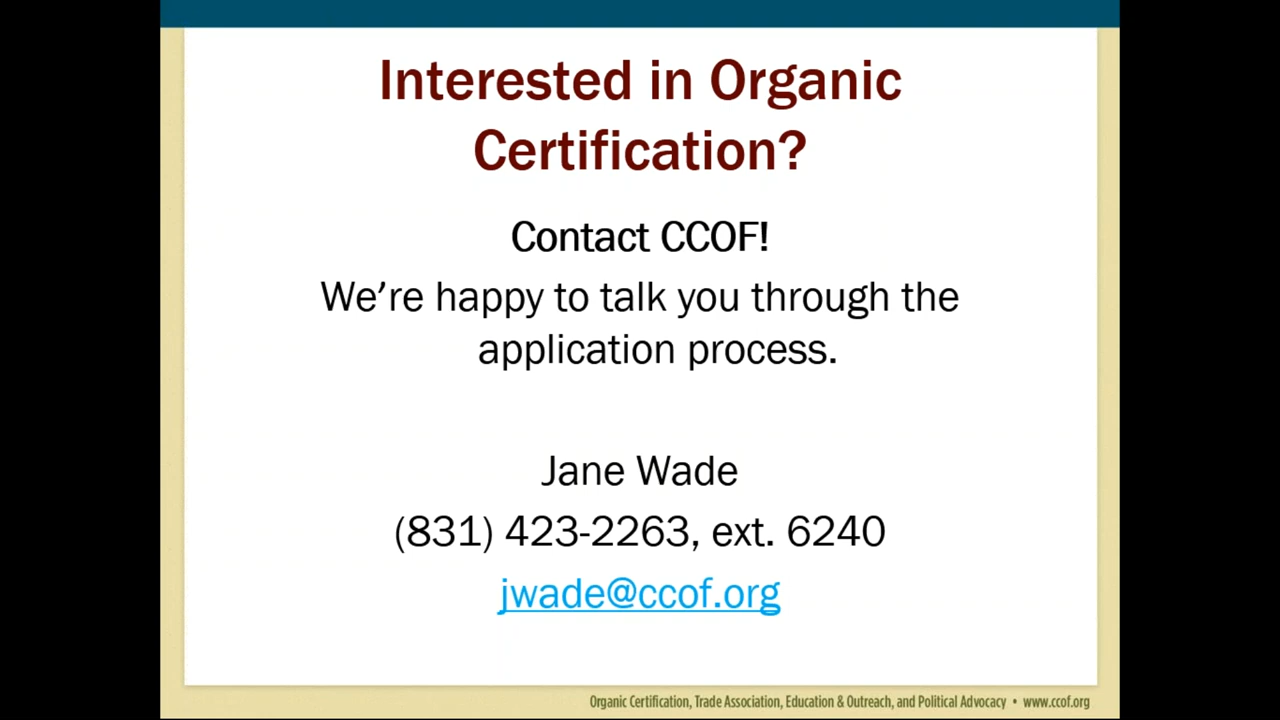 Interested in Organic
Certification?
Contact CCOF!
We’re happy to talk you through the
application process.
Jane Wade
(831) 423-2263, ext. 6240
jwade@ccof.org
Organic Certification, Trade Association, Education & Outreach, and Political Advocacy • www.ccof.org